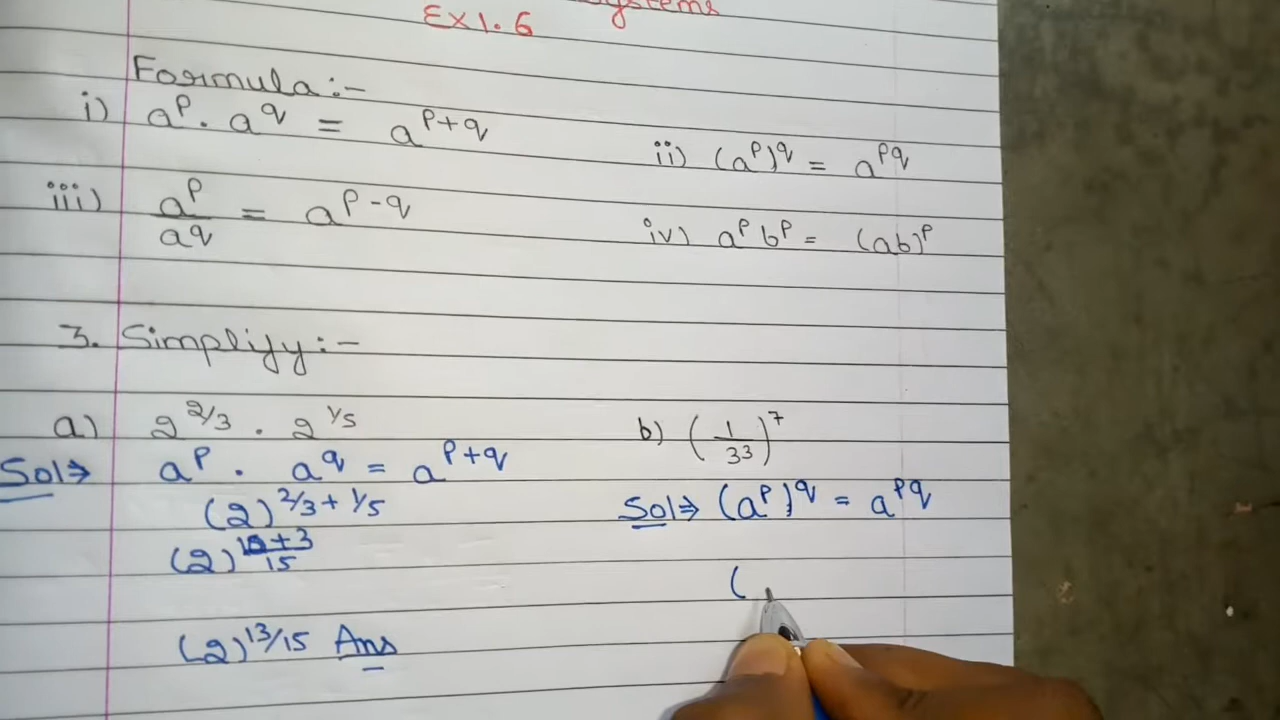 Systems
Ex 1.6
Formula:-
i) a^p . a^q = a^(p+q)
ii) (a^p)^q = a^(pq)
iii) a^p/a^q = a^(p-q)
iv) a^p b^p = (ab)^p
3. Simplify:-
a) 2^(2/3) . 2^(1/5)
b) (1/3^3)^7
Sol⇒ a^p . a^q = a^(p+q)
Sol⇒ (a^p)^q = a^(pq)
(2)^(2/3 + 1/5)
(2)^((10+3)/15)
(
(2)^(13/15) Ans